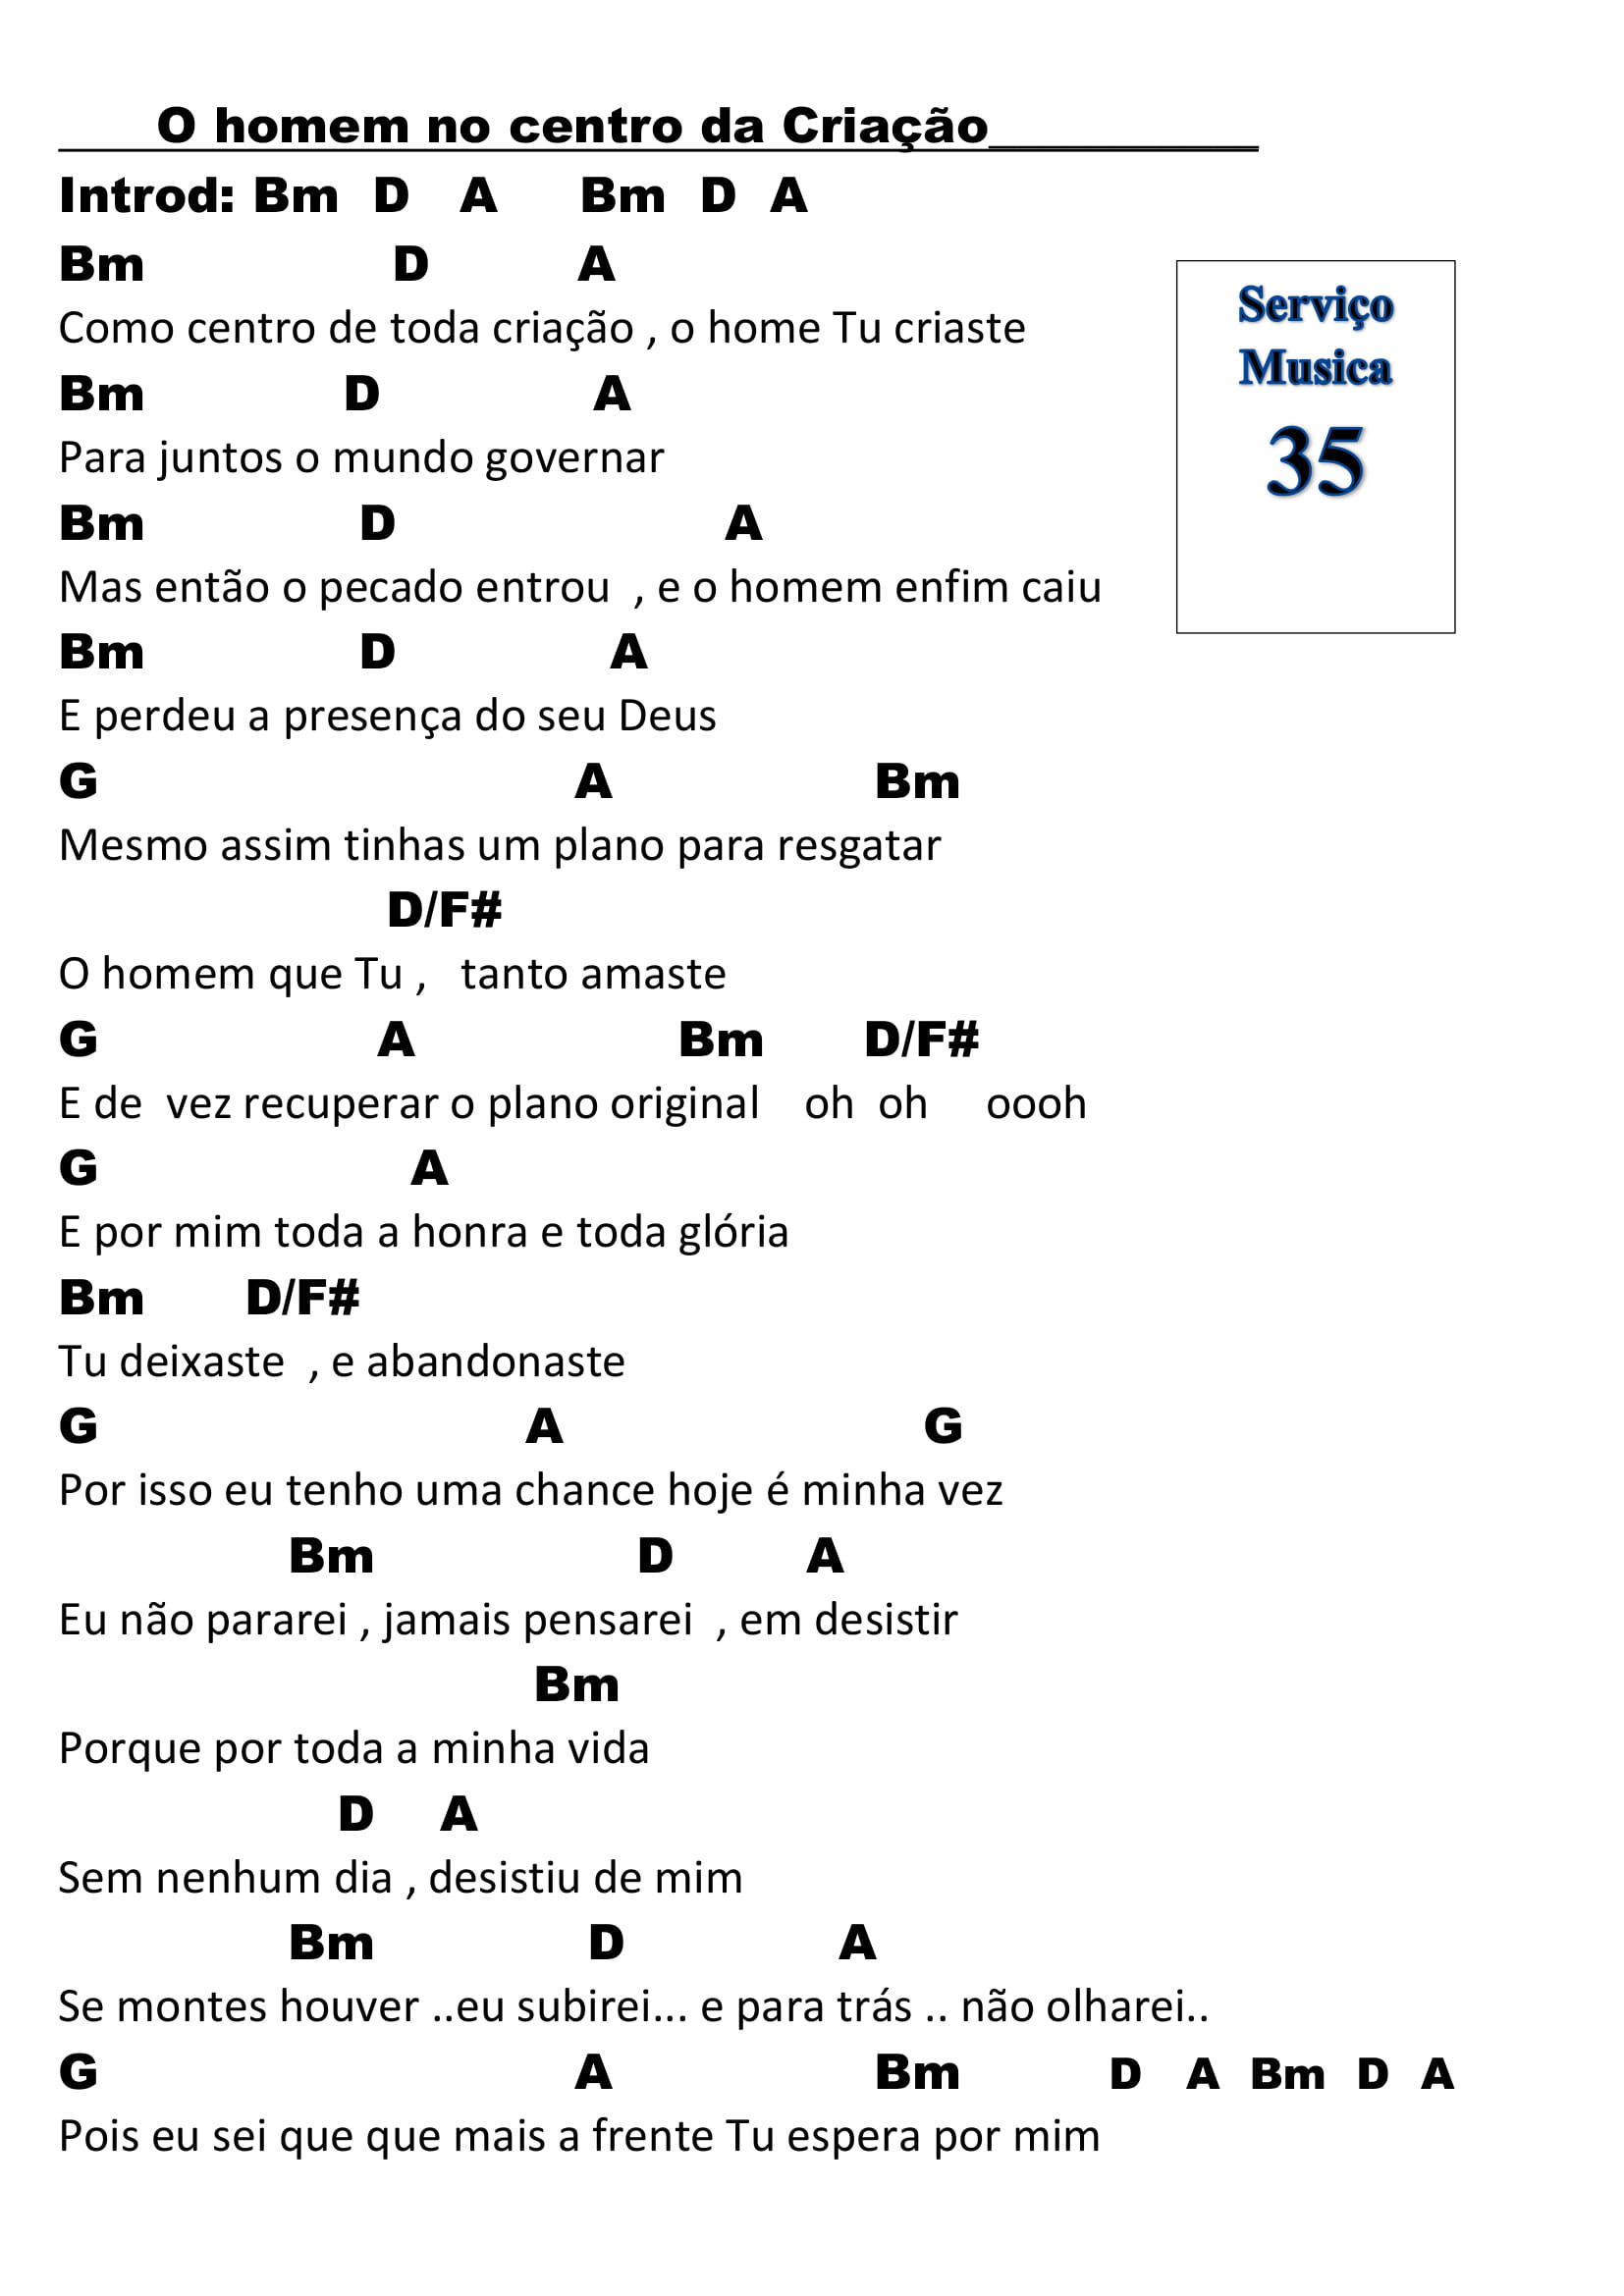 O homem no centro da Criação___________
Introd: Bm D A Bm D A
Bm D A
Como centro de toda criação , o home Tu criaste
Bm D A
Para juntos o mundo governar
Bm D A
Mas então o pecado entrou , e o homem enfim caiu
Bm D A
E perdeu a presença do seu Deus
G A Bm
Mesmo assim tinhas um plano para resgatar
D/F#
O homem que Tu , tanto amaste
G A Bm D/F#
E de vez recuperar o plano original oh oh oooh
G A
E por mim toda a honra e toda glória
Bm D/F#
Tu deixaste , e abandonaste
G A G
Por isso eu tenho uma chance hoje é minha vez
Bm D A
Eu não pararei , jamais pensarei , em desistir
Bm
Porque por toda a minha vida
D A
Sem nenhum dia , desistiu de mim
Bm D A
Se montes houver ..eu subirei... e para trás .. não olharei..
G A Bm D A Bm D A
Pois eu sei que que mais a frente Tu espera por mim
Serviço
Musica
35